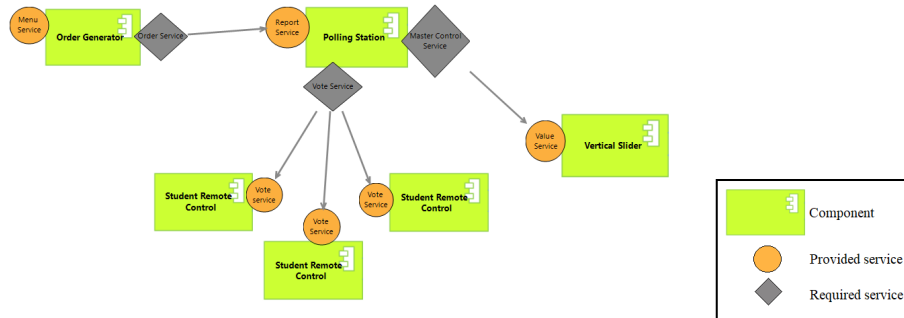 Menu
Service
Order Generator
Order Service
Report
Service
Polling Station
Master Control
Service
Vote Service
Value
Service
Vertical Slider
Student Remote
Control
Vote
service
Vote
Service
Student Remote
Control
Vote
Service
Student Remote
Control
Component
Provided service
Required service